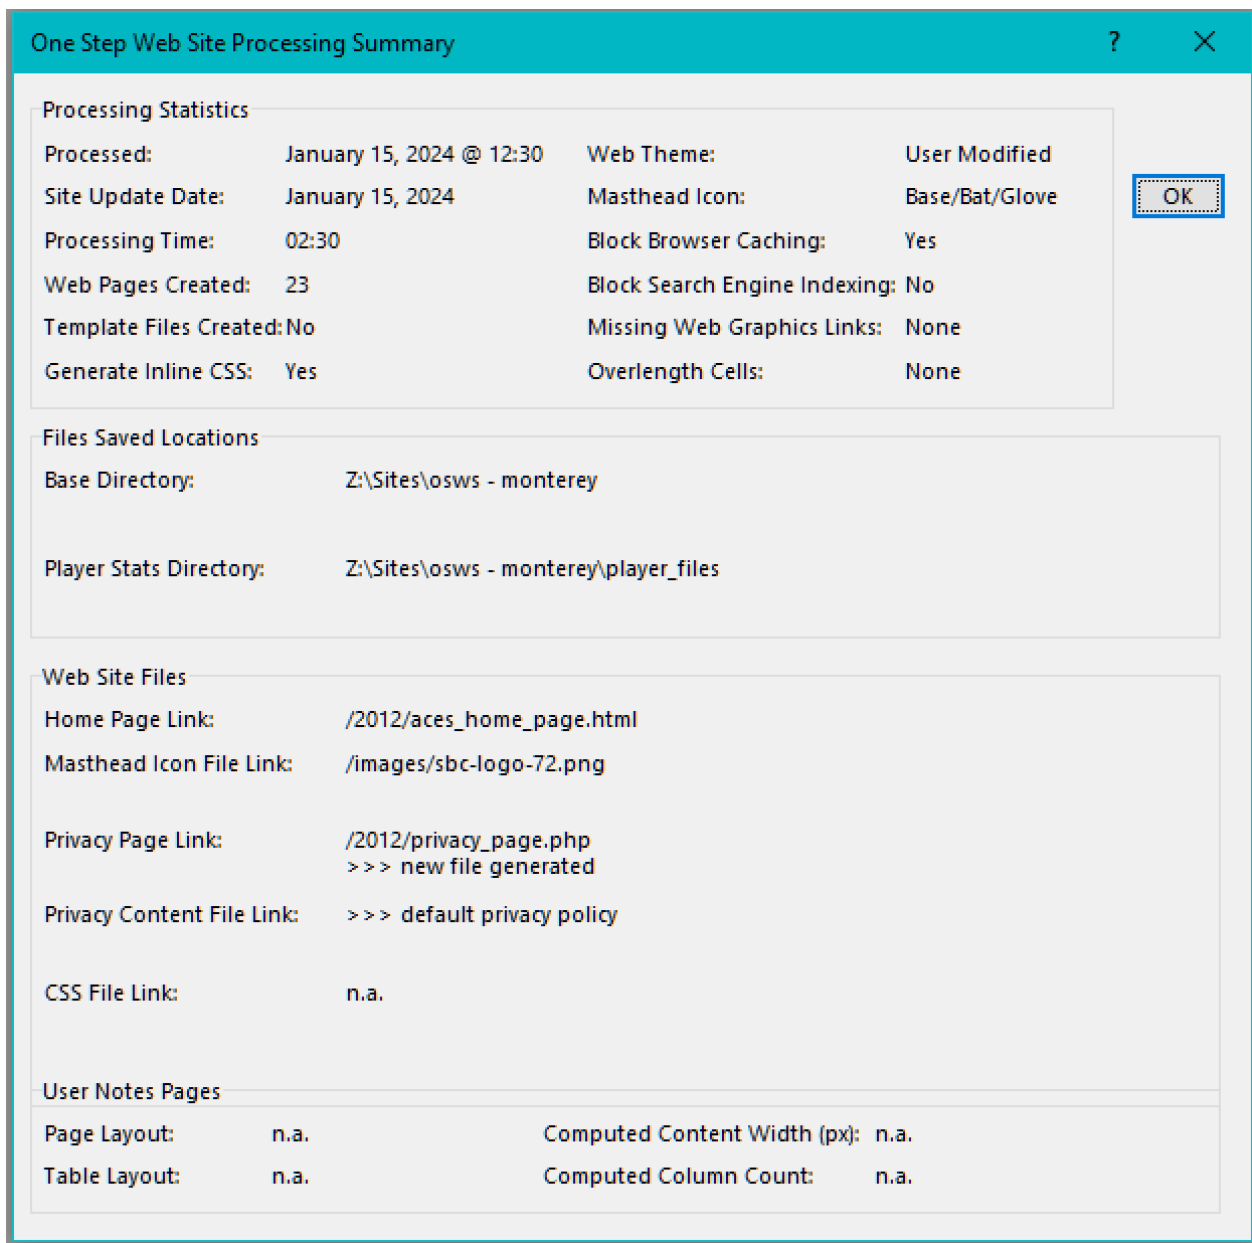 One Step Web Site Processing Summary ?
Processing Statistics
Processed: January 15, 2024 @ 12:30 Web Theme: User Modified
Site Update Date: January 15, 2024 Masthead Icon: Base/Bat/Glove OK
Processing Time: 02:30 Block Browser Caching: Yes
Web Pages Created: 23 Block Search Engine Indexing: No
Template Files Created: No Missing Web Graphics Links: None
Generate Inline CSS: Yes Overlength Cells: None
Files Saved Locations
Base Directory: Z:\Sites\osws - monterey
Player Stats Directory: Z:\Sites\osws - monterey\player_files
Web Site Files
Home Page Link: /2012/aces_home_page.html
Masthead Icon File Link: /images/sbc-logo-72.png
Privacy Page Link: /2012/privacy_page.php
>>> new file generated
Privacy Content File Link: >>> default privacy policy
CSS File Link: n.a.
User Notes Pages
Page Layout: n.a. Computed Content Width (px): n.a.
Table Layout: n.a. Computed Column Count: n.a.